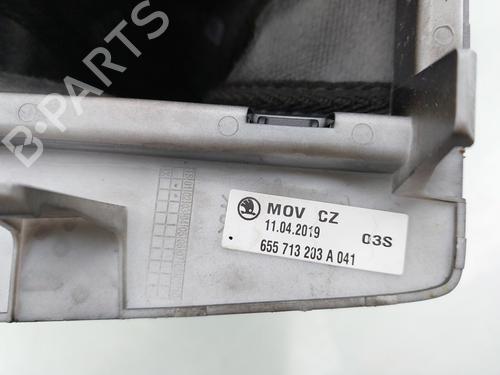 B-PARTS
MOV CZ
11.04.2019 03S
655 713 203 A 041